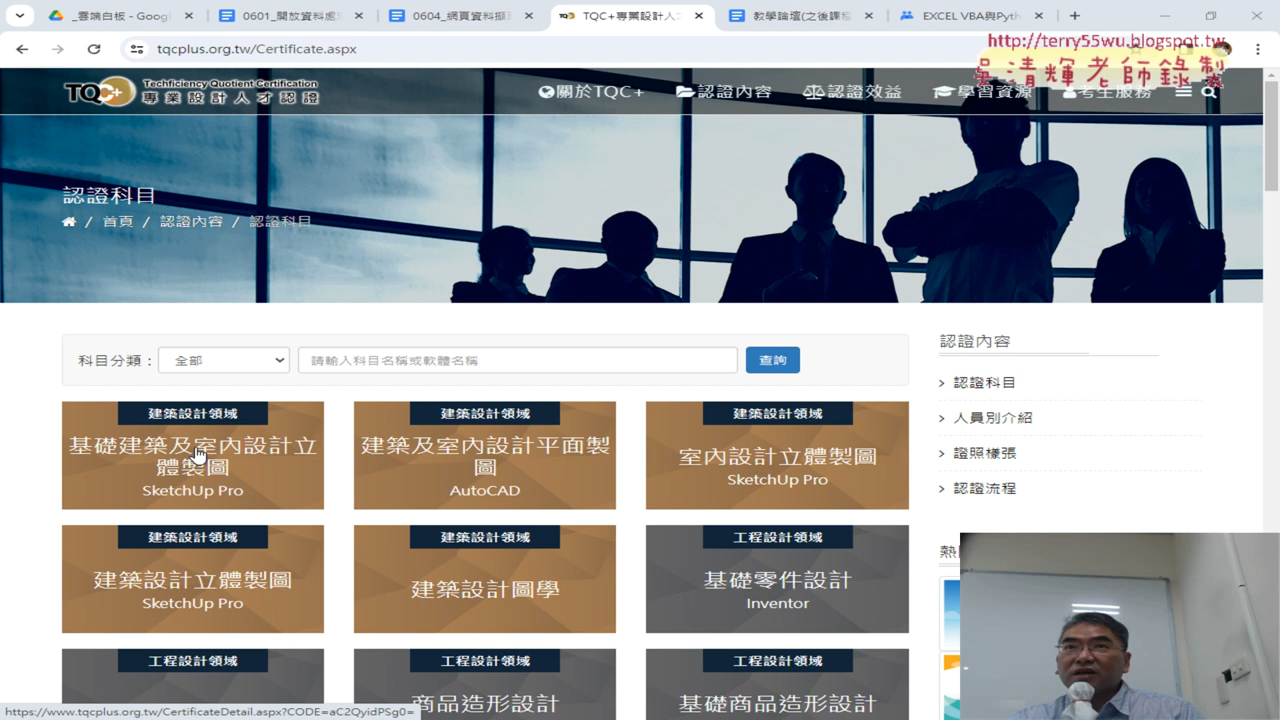 _雲端白板 - Googl
0601_開放資料處
0604_網頁資料擷
TQC+專業設計人才
教學論壇(之後課程
EXCEL VBA與Pyth
tqcplus.org.tw/Certificate.aspx
http://terry55wu.blogspot.tw
吳清輝老師錄製
TQC+ Techficiency Quotient Certification
專業設計人才認證
關於TQC+
認證內容
認證效益
學習資源
考生服務
認證科目
/ 首頁 / 認證內容 / 認證科目
科目分類：
全部
請輸入科目名稱或軟體名稱
查詢
建築設計領域
基礎建築及室內設計立
體製圖
SketchUp Pro
建築設計領域
建築及室內設計平面製
圖
AutoCAD
建築設計領域
室內設計立體製圖
SketchUp Pro
建築設計領域
建築設計立體製圖
SketchUp Pro
建築設計領域
建築設計圖學
工程設計領域
基礎零件設計
Inventor
工程設計領域
工程設計領域
商品造形設計
工程設計領域
基礎商品造形設計
認證內容
> 認證科目
> 人員別介紹
> 證照樣張
> 認證流程
熱
https://www.tqcplus.org.tw/CertificateDetail.aspx?CODE=aC2QyidPSg0=